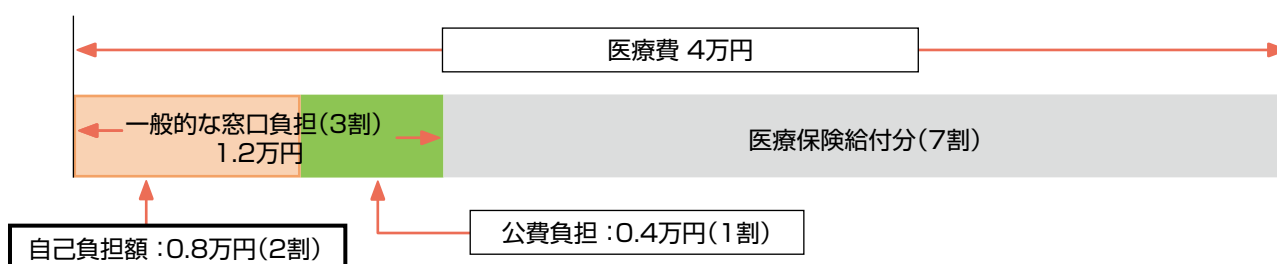 医療費 4万円
一般的な窓口負担(3割)
1.2万円
医療保険給付分(7割)
自己負担額:0.8万円(2割)
公費負担:0.4万円(1割)